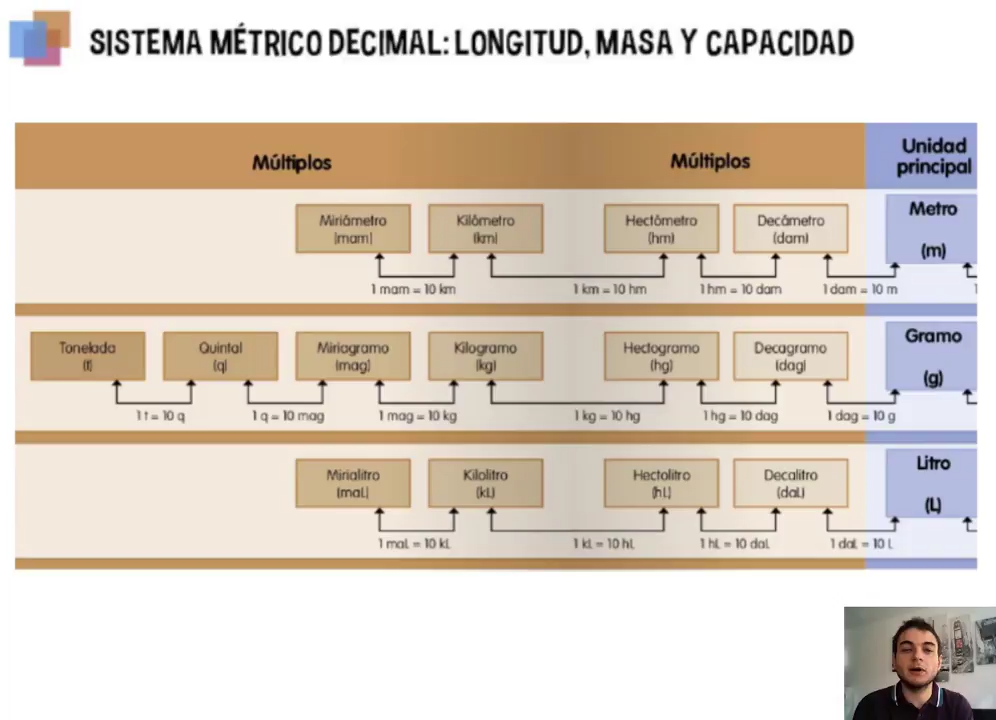 SISTEMA MÉTRICO DECIMAL: LONGITUD, MASA Y CAPACIDAD
Múltiplos
Múltiplos
Unidad
principal
Miriámetro
(mam)
Kilómetro
(km)
Hectómetro
(hm)
Decámetro
(dam)
Metro
(m)
1 mam = 10 km
1 km = 10 hm
1 hm = 10 dam
1 dam = 10 m
1
Tonelada
(t)
Quintal
(q)
Miriagramo
(mag)
Kilogramo
(kg)
Hectogramo
(hg)
Decagramo
(dag)
Gramo
(g)
1 t = 10 q
1 q = 10 mag
1 mag = 10 kg
1 kg = 10 hg
1 hg = 10 dag
1 dag = 10 g
Mirialitro
(maL)
Kilolitro
(kL)
Hectolitro
(hL)
Decalitro
(daL)
Litro
(L)
1 maL = 10 kL
1 kL = 10 hL
1 hL = 10 daL
1 daL = 10 L